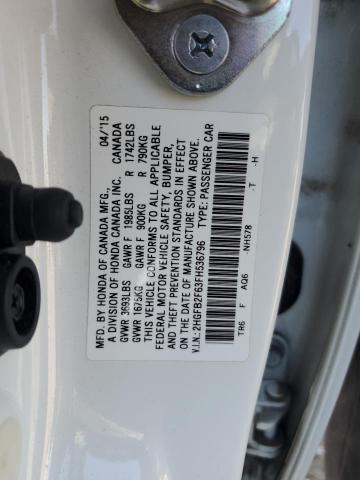 MFD. BY HONDA OF CANADA MFG., 04/15
A DIVISION OF HONDA CANADA INC. CANADA
GVWR 3693LBS GAWR F 1985LBS R 1742LBS
GVWR 1675KG GAWR F 900KG R 790KG
THIS VEHICLE CONFORMS TO ALL APPLICABLE
FEDERAL MOTOR VEHICLE SAFETY, BUMPER,
AND THEFT PREVENTION STANDARDS IN EFFECT
ON THE DATE OF MANUFACTURE SHOWN ABOVE.
V.I.N.: 2HGFB2F63FH536796 TYPE: PASSENGER CAR
TR6 F AQ6 -NH578 -T -H